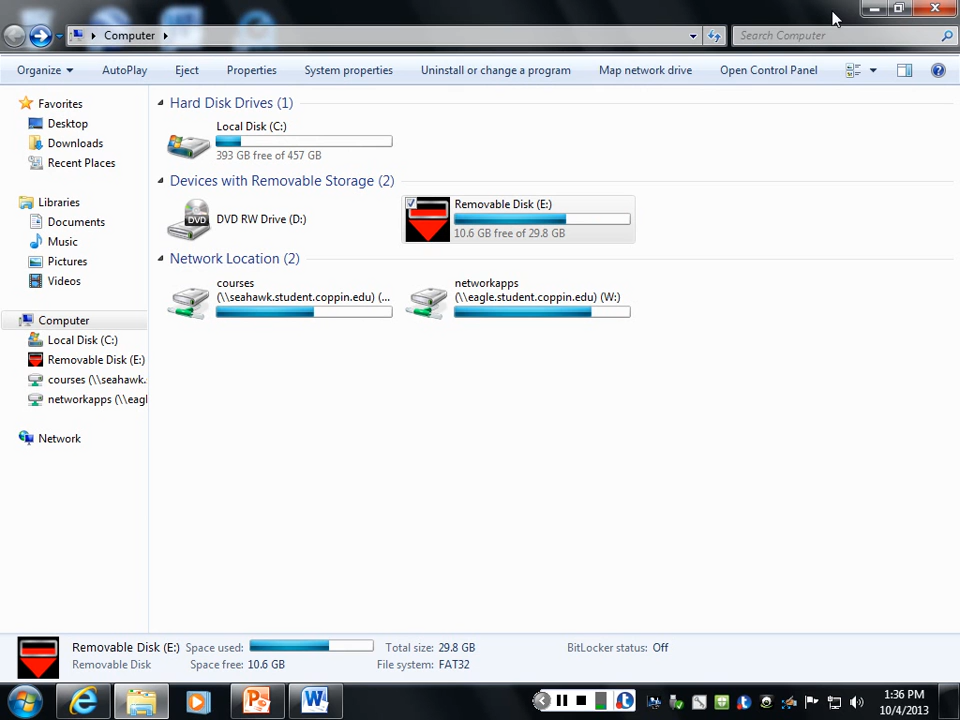 Computer
Search Computer
Organize AutoPlay Eject Properties System properties Uninstall or change a program Map network drive Open Control Panel
Favorites
Desktop
Downloads
Recent Places
Libraries
Documents
Music
Pictures
Videos
Computer
Local Disk (C:)
Removable Disk (E:)
courses (\\seahawk.
networkapps (\\eagl
Network
Hard Disk Drives (1)
Local Disk (C:)
393 GB free of 457 GB
Devices with Removable Storage (2)
DVD
DVD RW Drive (D:)
Removable Disk (E:)
10.6 GB free of 29.8 GB
Network Location (2)
courses
(\\seahawk.student.coppin.edu) (...
networkapps
(\\eagle.student.coppin.edu) (W:)
Removable Disk (E:) Space used: Total size: 29.8 GB BitLocker status: Off
Removable Disk Space free: 10.6 GB File system: FAT32
1:36 PM
10/4/2013